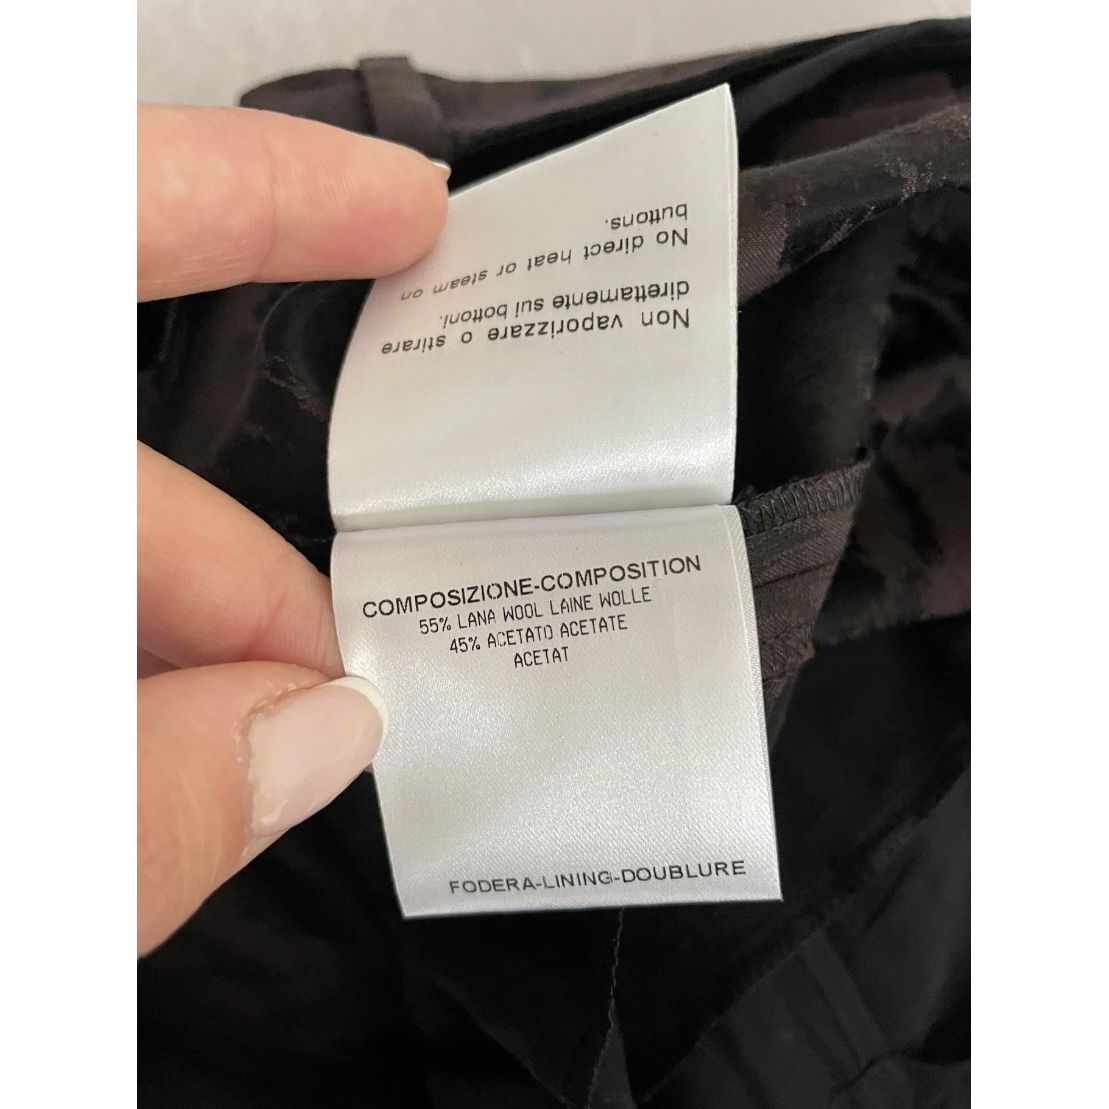 Non vaporizzare o stirare
direttamente sui bottoni.
No direct heat or steam on
buttons.
COMPOSIZIONE-COMPOSITION
55% LANA WOOL LAINE WOLLE
45% ACETATO ACETATE
ACETAT
FODERA-LINING-DOUBLURE